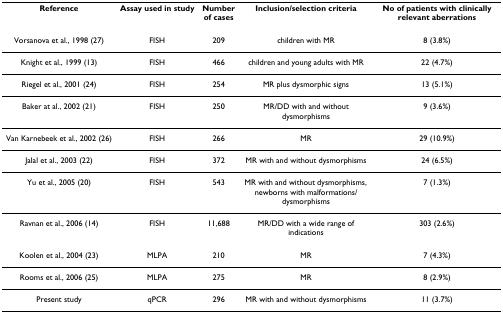 Reference Assay used in study Number of cases Inclusion/selection criteria No of patients with clinically relevant aberrations
Vorsanova et al., 1998 (27) FISH 209 children with MR 8 (3.8%)
Knight et al., 1999 (13) FISH 466 children and young adults with MR 22 (4.7%)
Riegel et al., 2001 (24) FISH 254 MR plus dysmorphic signs 13 (5.1%)
Baker at al., 2002 (21) FISH 250 MR/DD with and without dysmorphisms 9 (3.6%)
Van Karnebeek et al., 2002 (26) FISH 266 MR 29 (10.9%)
Jalal et al., 2003 (22) FISH 372 MR with and without dysmorphisms 24 (6.5%)
Yu et al., 2005 (20) FISH 543 MR with and without dysmorphisms, newborns with malformations/ dysmorphisms 7 (1.3%)
Ravnan et al., 2006 (14) FISH 11,688 MR/DD with a wide range of indications 303 (2.6%)
Koolen et al., 2004 (23) MLPA 210 MR 7 (4.3%)
Rooms et al., 2006 (25) MLPA 275 MR 8 (2.9%)
Present study qPCR 296 MR with and without dysmorphisms 11 (3.7%)